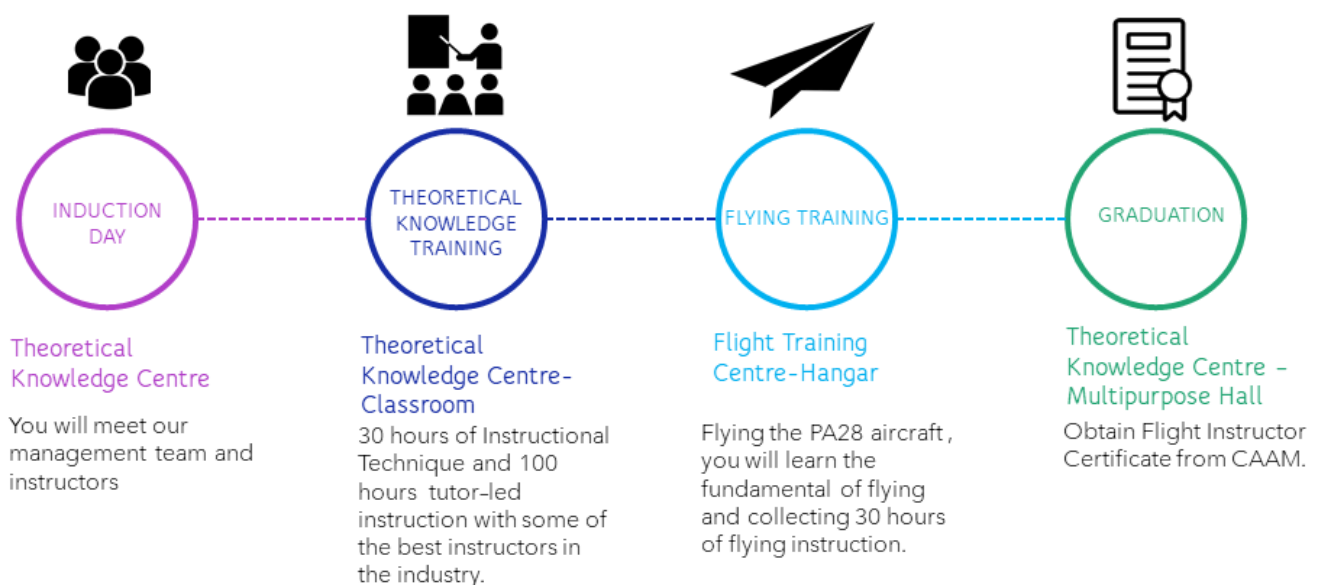 INDUCTION
DAY
THEORETICAL
KNOWLEDGE
TRAINING
FLYING TRAINING
GRADUATION
Theoretical
Knowledge Centre
You will meet our
management team and
instructors
Theoretical
Knowledge Centre-
Classroom
30 hours of Instructional
Technique and 100
hours tutor-led
instruction with some of
the best instructors in
the industry.
Flight Training
Centre-Hangar
Flying the PA28 aircraft ,
you will learn the
fundamental of flying
and collecting 30 hours
of flying instruction.
Theoretical
Knowledge Centre –
Multipurpose Hall
Obtain Flight Instructor
Certificate from CAAM.